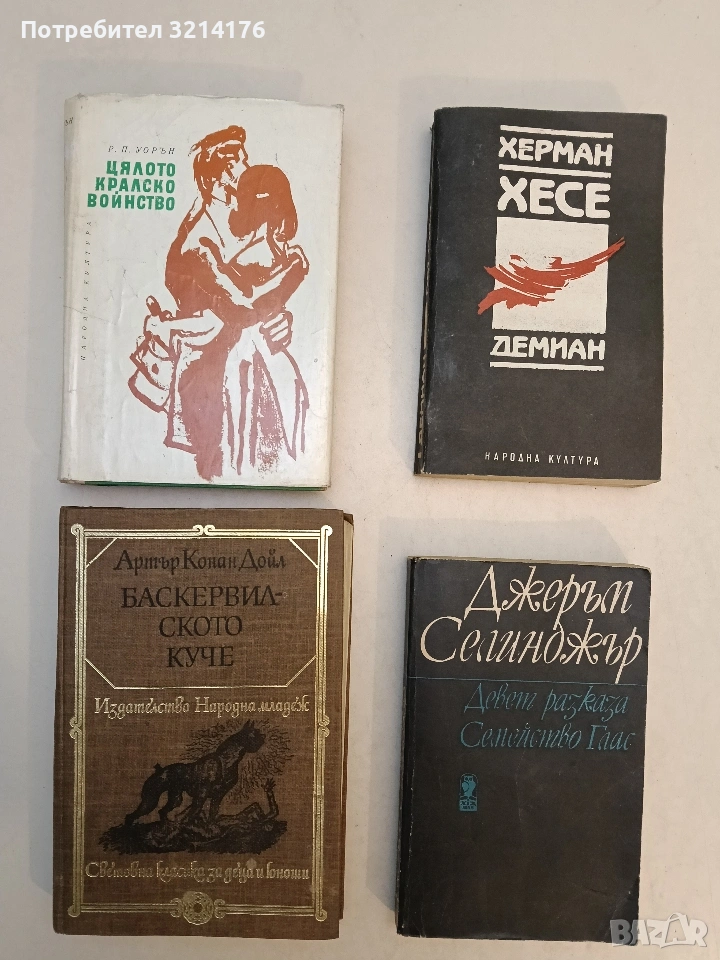 Потребител 3214176
Р. П. УОРЪН
ЦЯЛОТО
КРАЛСКО
ВОЙНСТВО
НАРОДНА КУЛТУРА
ХЕРМАН
ХЕСЕ
ДЕМИАН
НАРОДНА КУЛТУРА
Артър Конан Дойл
БАСКЕРВИЛ-
СКОТО
КУЧЕ
Издателство Народна младеж
Световна класика за деца и юноши
Джеръм
Селинджър
Девет разказа
Семейство Глас
BAZAR